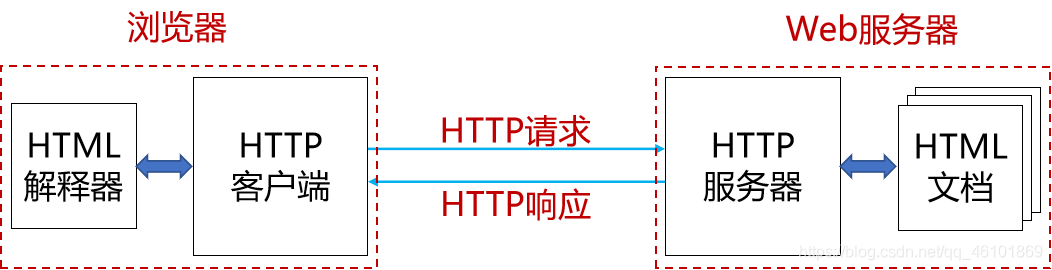 浏览器
Web服务器
HTML
解释器
HTTP
客户端
HTTP请求
HTTP响应
HTTP
服务器
HTML
文档
https://blog.csdn.net/qq_46101869